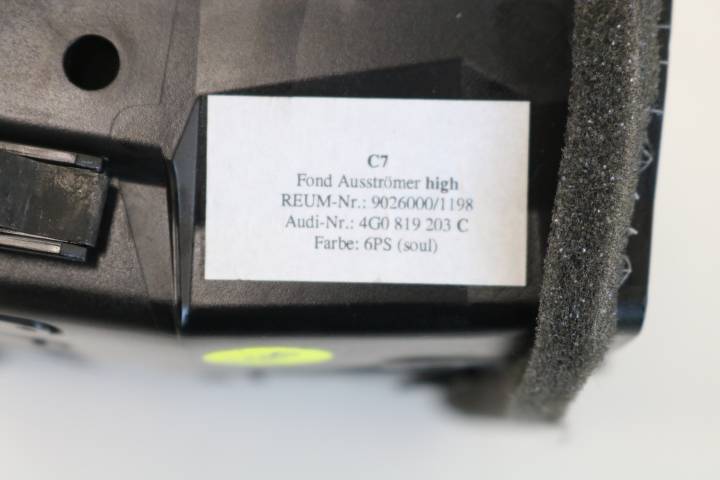 C7
Fond Ausströmer high
REUM-Nr.: 9026000/1198
Audi-Nr.: 4G0 819 203 C
Farbe: 6PS (soul)